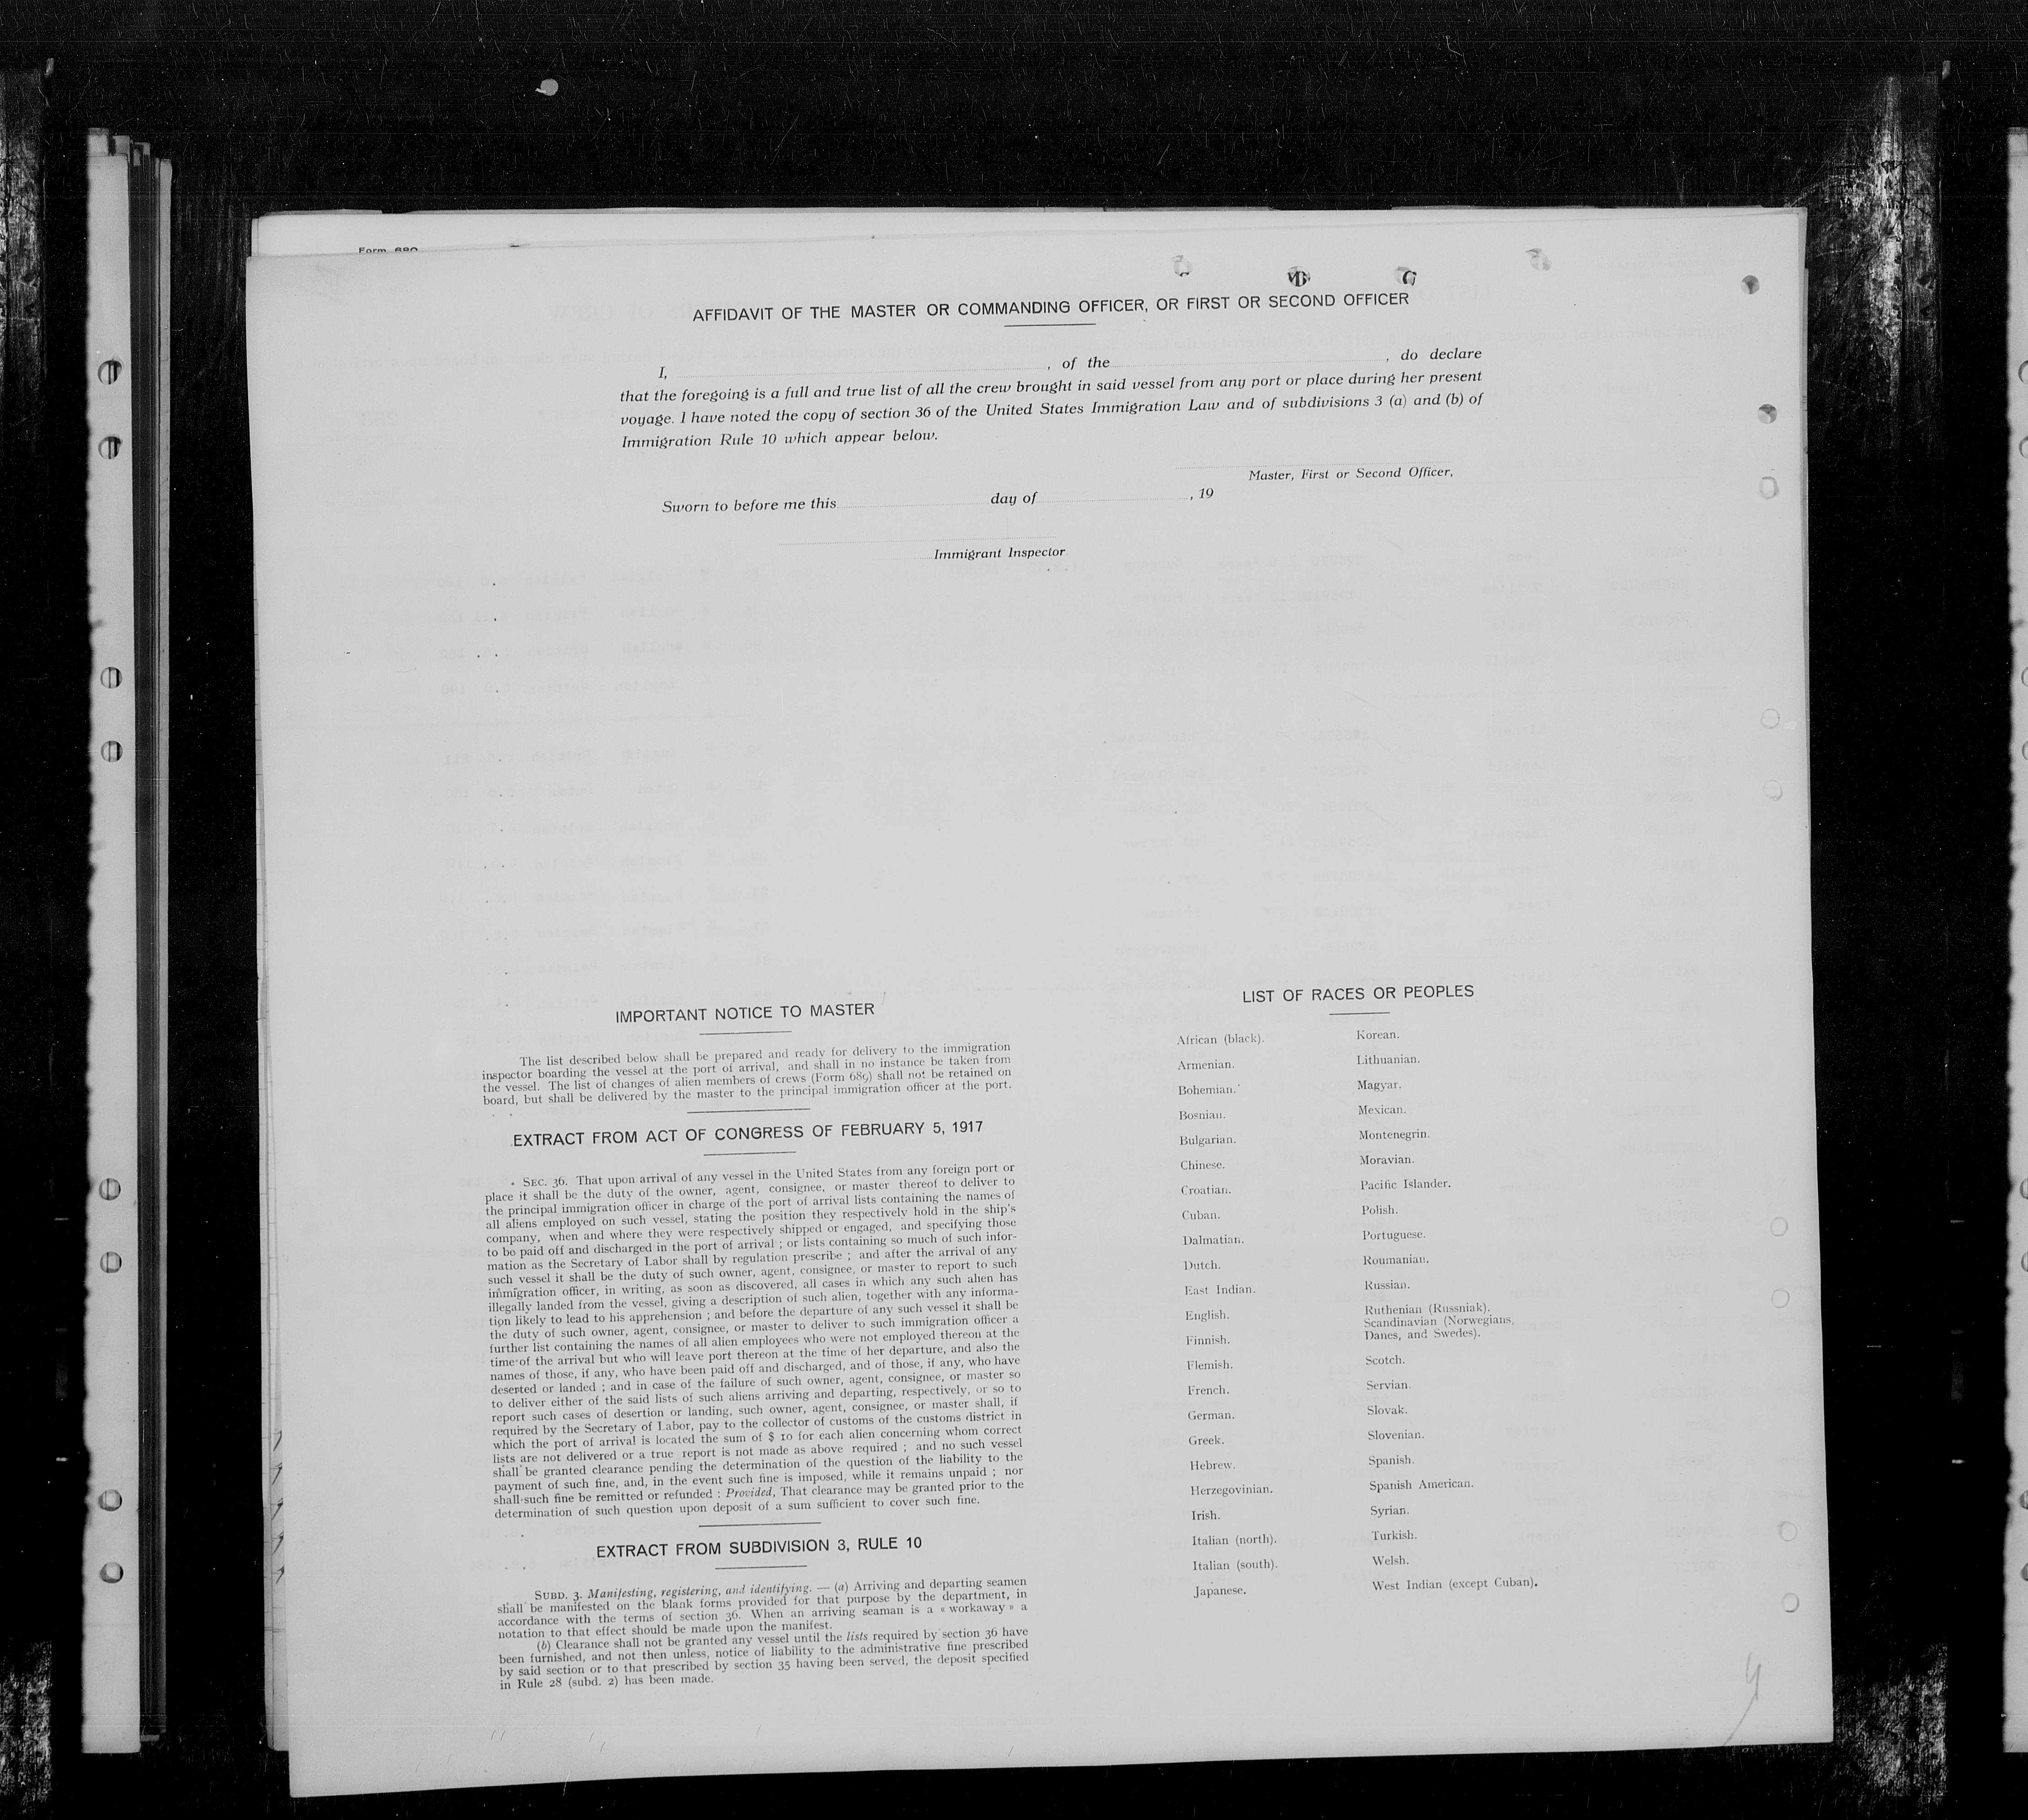 Form 689
AFFIDAVIT OF THE MASTER OR COMMANDING OFFICER, OR FIRST OR SECOND OFFICER
I, , of the , do declare
that the foregoing is a full and true list of all the crew brought in said vessel from any port or place during her present
voyage. I have noted the copy of section 36 of the United States Immigration Law and of subdivisions 3 (a) and (b) of
Immigration Rule 10 which appear below.
Master, First or Second Officer,
Sworn to before me this day of , 19
Immigrant Inspector
IMPORTANT NOTICE TO MASTER
The list described below shall be prepared and ready for delivery to the immigration
inspector boarding the vessel at the port of arrival, and shall in no instance be taken from
the vessel. The list of changes of alien members of crews (Form 689) shall not be retained on
board, but shall be delivered by the master to the principal immigration officer at the port.
EXTRACT FROM ACT OF CONGRESS OF FEBRUARY 5, 1917
SEC. 36. That upon arrival of any vessel in the United States from any foreign port or
place it shall be the duty of the owner, agent, consignee, or master thereof to deliver to
the principal immigration officer in charge of the port of arrival lists containing the names of
all aliens employed on such vessel, stating the position they respectively hold in the ship's
company, when and where they were respectively shipped or engaged, and specifying those
to be paid off and discharged in the port of arrival ; or lists containing so much of such infor-
mation as the Secretary of Labor shall by regulation prescribe ; and after the arrival of any
such vessel it shall be the duty of such owner, agent, consignee, or master to report to such
immigration officer, in writing, as soon as discovered, all cases in which any such alien has
illegally landed from the vessel, giving a description of such alien, together with any informa-
tion likely to lead to his apprehension ; and before the departure of any such vessel it shall be
the duty of such owner, agent, consignee, or master to deliver to such immigration officer a
further list containing the names of all alien employees who were not employed thereon at the
time of the arrival but who will leave port thereon at the time of her departure, and also the
names of those, if any, who have been paid off and discharged, and of those, if any, who have
deserted or landed ; and in case of the failure of such owner, agent, consignee, or master so
to deliver either of the said lists of such aliens arriving and departing, respectively, or so to
report such cases of desertion or landing, such owner, agent, consignee, or master shall, if
required by the Secretary of Labor, pay to the collector of customs of the customs district in
which the port of arrival is located the sum of $ 10 for each alien concerning whom correct
lists are not delivered or a true report is not made as above required ; and no such vessel
shall be granted clearance pending the determination of the question of the liability to the
payment of such fine, and, in the event such fine is imposed, while it remains unpaid ; nor
shall such fine be remitted or refunded : Provided, That clearance may be granted prior to the
determination of such question upon deposit of a sum sufficient to cover such fine.
EXTRACT FROM SUBDIVISION 3, RULE 10
SUBD. 3. Manifesting, registering, and identifying. — (a) Arriving and departing seamen
shall be manifested on the blank forms provided for that purpose by the department, in
accordance with the terms of section 36. When an arriving seaman is a « workaway » a
notation to that effect should be made upon the manifest.
(b) Clearance shall not be granted any vessel until the lists required by section 36 have
been furnished, and not then unless, notice of liability to the administrative fine prescribed
by said section or to that prescribed by section 35 having been served, the deposit specified
in Rule 28 (subd. 2) has been made.
LIST OF RACES OR PEOPLES
African (black).
Armenian.
Bohemian.
Bosnian.
Bulgarian.
Chinese.
Croatian.
Cuban.
Dalmatian.
Dutch.
East Indian.
English.
Finnish.
Flemish.
French.
German.
Greek.
Hebrew.
Herzegovinian.
Irish.
Italian (north).
Italian (south).
Japanese.
Korean.
Lithuanian.
Magyar.
Mexican.
Montenegrin.
Moravian.
Pacific Islander.
Polish.
Portuguese.
Roumanian.
Russian.
Ruthenian (Russniak).
Scandinavian (Norwegians,
Danes, and Swedes).
Scotch.
Servian.
Slovak.
Slovenian.
Spanish.
Spanish American.
Syrian.
Turkish.
Welsh.
West Indian (except Cuban).